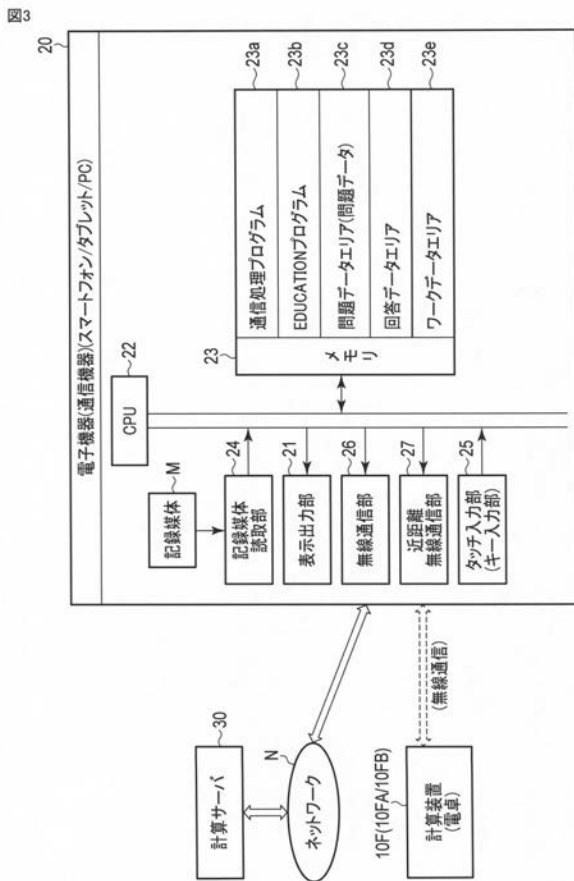 図3
20
電子機器(通信機器)(スマートフォン/タブレット/PC)
22
CPU
23
メモリ
通信処理プログラム
23a
EDUCATIONプログラム
23b
問題データエリア(問題データ)
23c
回答データエリア
23d
ワークデータエリア
23e
M
記録媒体
24
記録媒体
読取部
21
表示出力部
26
無線通信部
27
近距離
無線通信部
25
タッチ入力部
(キー入力部)
30
計算サーバ
N
ネットワーク
(無線通信)
10F(10FA/10FB)
計算装置
(電卓)